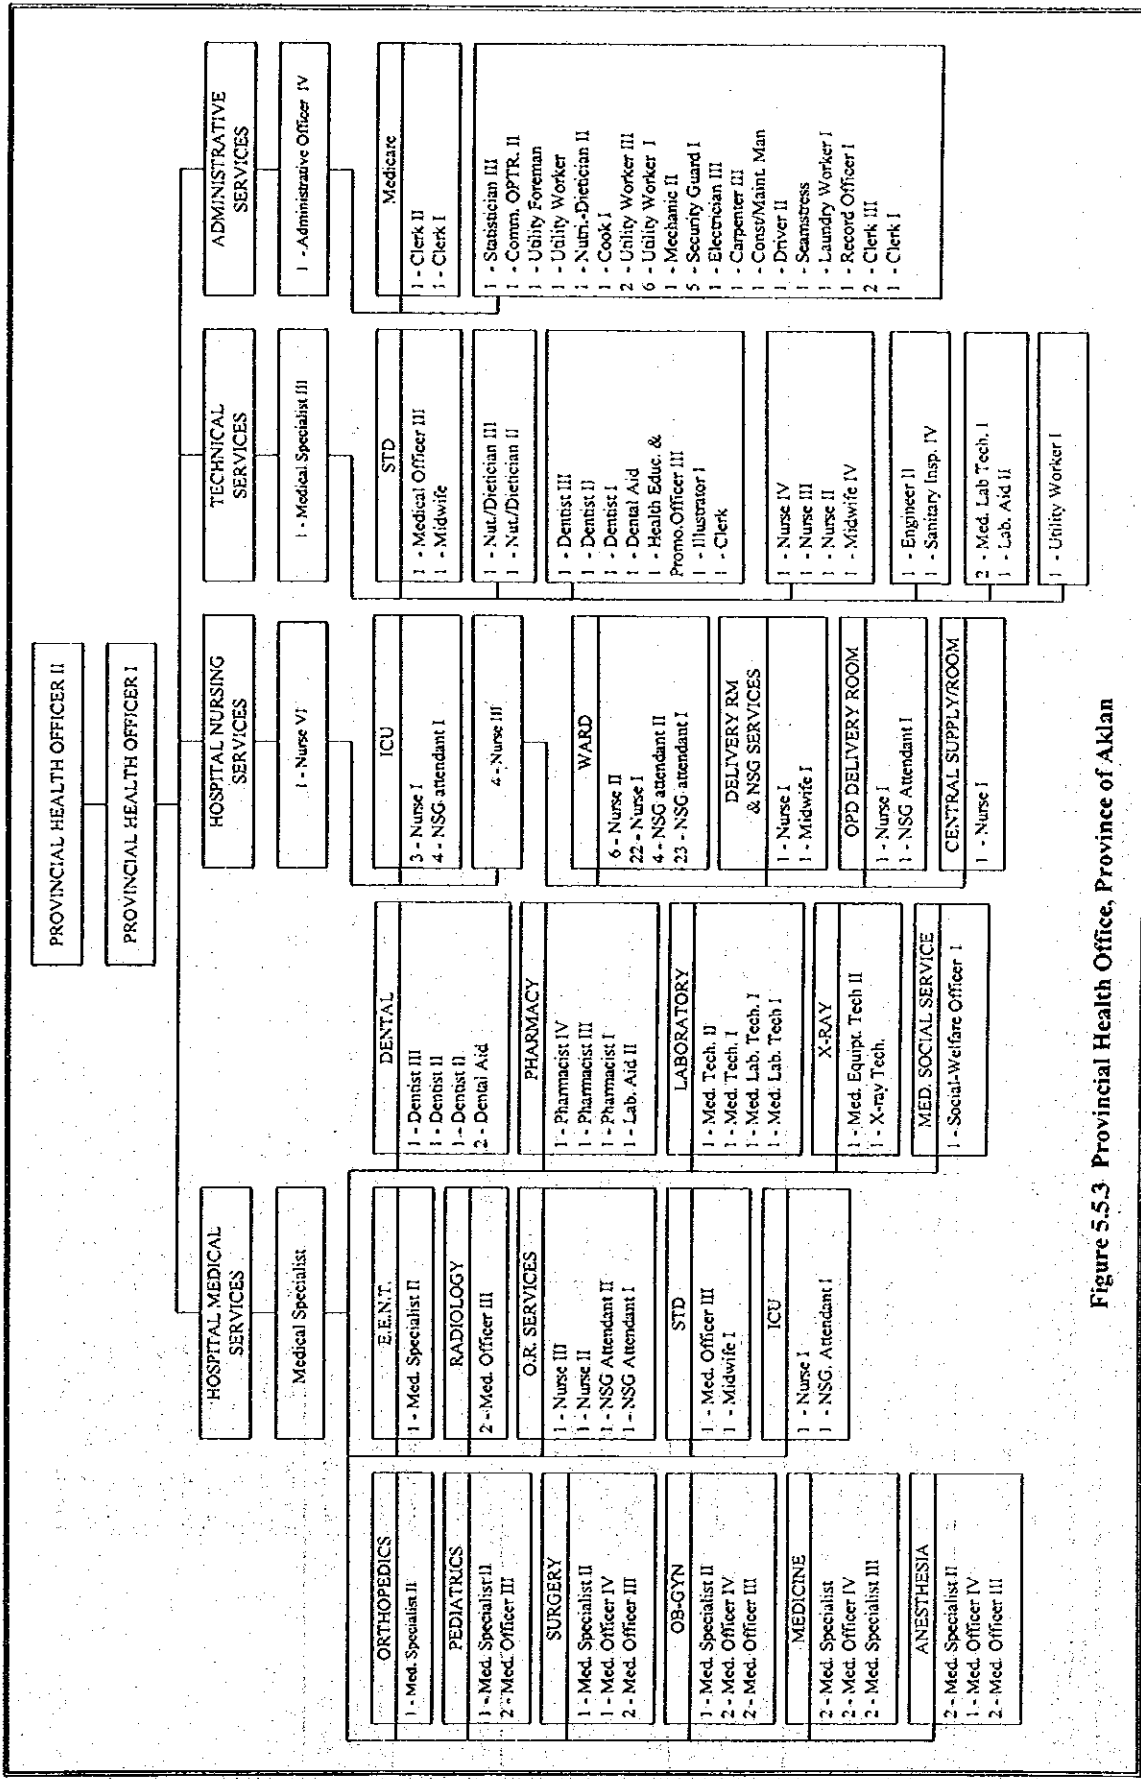 PROVINCIAL HEALTH OFFICER II
PROVINCIAL HEALTH OFFICER I
HOSPITAL MEDICAL
SERVICES
Medical Specialist
ORTHOPEDICS
1 - Med. Specialist II
PEDIATRICS
1 - Med. Specialist II
2 - Med. Officer III
SURGERY
1 - Med. Specialist II
1 - Med. Officer IV
2 - Med. Officer III
OB-GYN
1 - Med. Specialist II
2 - Med. Officer IV
2 - Med. Officer III
MEDICINE
2 - Med. Specialist
2 - Med. Officer IV
2 - Med. Specialist III
ANESTHESIA
2 - Med. Specialist II
1 - Med. Officer IV
2 - Med. Officer III
E.E.N.T.
1 - Med. Specialist II
RADIOLOGY
2 - Med. Officer III
O.R. SERVICES
1 - Nurse III
1 - Nurse II
1 - NSG Attendant II
1 - NSG Attendant I
STD
1 - Med. Officer III
1 - Midwife I
ICU
1 - Nurse I
1 - NSG. Attendant I
DENTAL
1 - Dentist III
1 - Dentist II
1 - Dentist II
2 - Dental Aid
PHARMACY
1 - Pharmacist IV
1 - Pharmacist III
1 - Pharmacist I
1 - Lab. Aid II
LABORATORY
1 - Med. Tech. II
1 - Med. Tech. I
1 - Med. Lab. Tech. I
1 - Med. Lab. Tech I
X-RAY
1 - Med. Equipt. Tech II
1 - X-ray Tech.
MED. SOCIAL SERVICE
1 - Social-Welfare Officer I
HOSPITAL NURSING
SERVICES
1 - Nurse VI
ICU
3 - Nurse I
4 - NSG attendant I
4 - Nurse III
WARD
6 - Nurse II
22 - Nurse I
4 - NSG attendant II
23 - NSG attendant I
DELIVERY RM
& NSG SERVICES
1 - Nurse I
1 - Midwife I
OPD DELIVERY ROOM
1 - Nurse I
1 - NSG Attendant I
CENTRAL SUPPLY/ROOM
1 - Nurse I
TECHNICAL
SERVICES
1 - Medical Specialist III
STD
1 - Medical Officer III
1 - Midwife
1 - Nut./Dietician III
1 - Nut./Dietician II
1 - Dentist III
1 - Dentist II
1 - Dentist I
1 - Dental Aid
1 - Health Educ. &
Promo.Officer III
1 - Illustrator I
1 - Clerk
1 - Nurse IV
1 - Nurse III
1 - Nurse II
1 - Midwife IV
1 - Engineer II
1 - Sanitary Insp. IV
2 - Med. Lab Tech. I
1 - Lab. Aid II
1 - Utility Worker I
ADMINISTRATIVE
SERVICES
1 - Administrative Officer IV
Medicare
1 - Clerk II
1 - Clerk I
1 - Statistician III
1 - Comm. OPTR. II
1 - Utility Foreman
1 - Utility Worker
1 - Nutri.-Dietician II
1 - Cook I
2 - Utility Worker III
6 - Utility Worker I
1 - Mechanic II
5 - Security Guard I
1 - Electrician III
1 - Carpenter III
1 - Const/Maint. Man
1 - Driver II
1 - Seamstress
1 - Laundry Worker I
1 - Record Officer I
2 - Clerk III
1 - Clerk I
Figure 5.5.3 Provincial Health Office, Province of Aklan